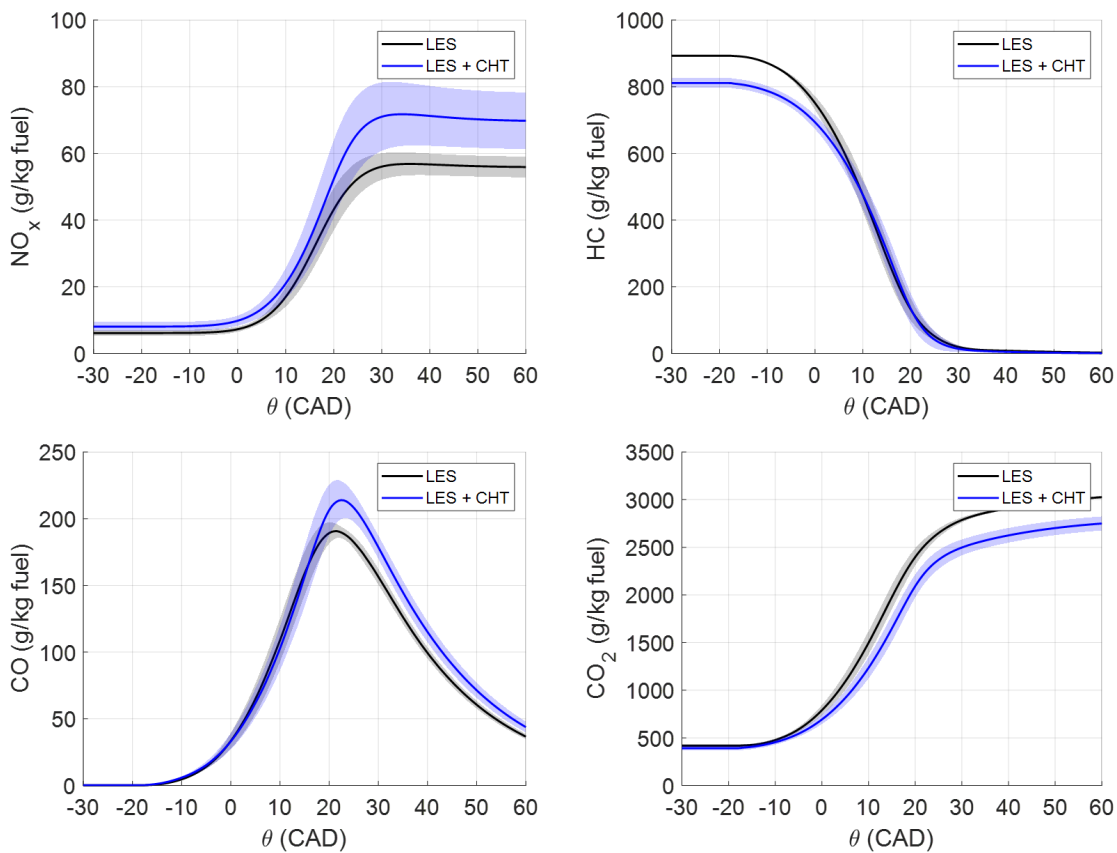 100
80
60
40
20
0
NOx (g/kg fuel)
-30 -20 -10 0 10 20 30 40 50 60
θ (CAD)
LES
LES + CHT
1000
800
600
400
200
0
HC (g/kg fuel)
-30 -20 -10 0 10 20 30 40 50 60
θ (CAD)
LES
LES + CHT
250
200
150
100
50
0
CO (g/kg fuel)
-30 -20 -10 0 10 20 30 40 50 60
θ (CAD)
LES
LES + CHT
3500
3000
2500
2000
1500
1000
500
0
CO2 (g/kg fuel)
-30 -20 -10 0 10 20 30 40 50 60
θ (CAD)
LES
LES + CHT